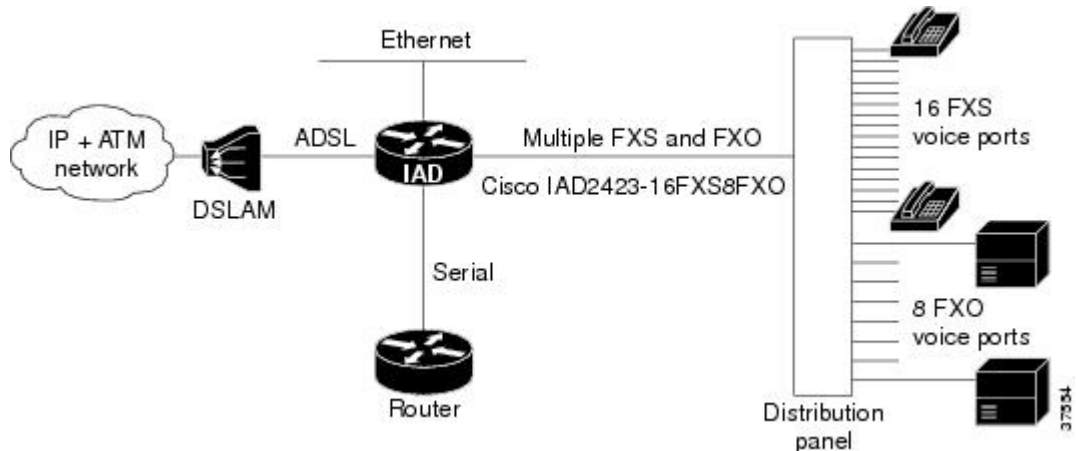 Ethernet
IP + ATM
network
ADSL
IAD
DSLAM
Multiple FXS and FXO
Cisco IAD2423-16FXS8FXO
16 FXS
voice ports
Serial
8 FXO
voice ports
Router
Distribution
panel
37554